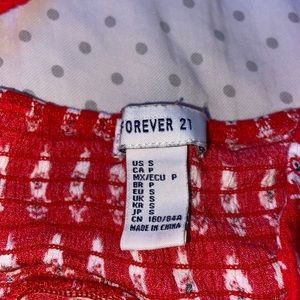 FOREVER 21
US S
CA P
MX/ECU P
BR P
EU S
UK S
KR S
JP S
CN 160/84A
MADE IN CHINA